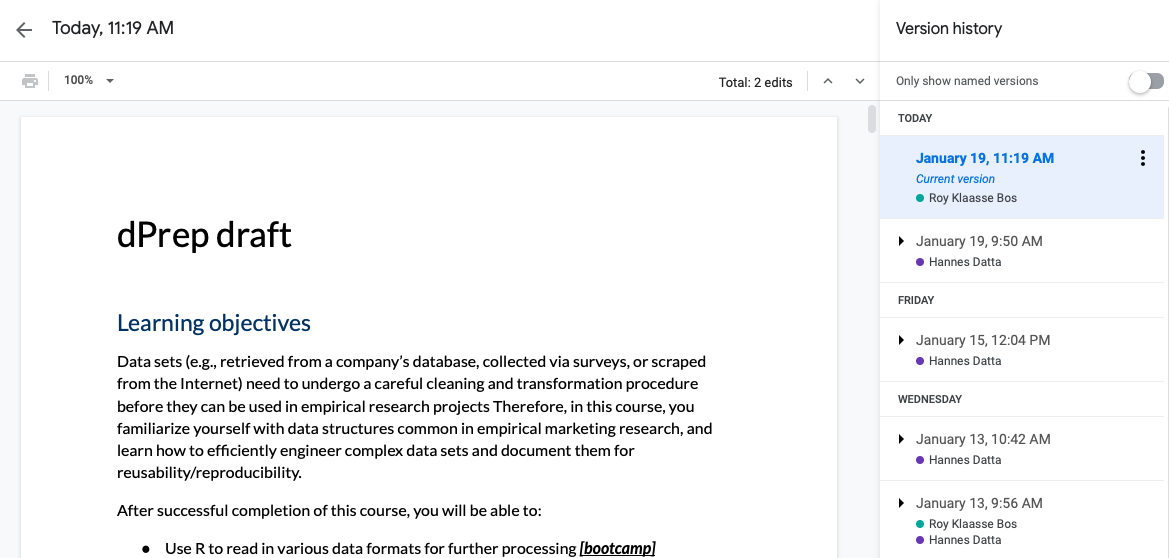 Today, 11:19 AM
100%
Total: 2 edits
dPrep draft
Learning objectives
Data sets (e.g., retrieved from a company's database, collected via surveys, or scraped
from the Internet) need to undergo a careful cleaning and transformation procedure
before they can be used in empirical research projects Therefore, in this course, you
familiarize yourself with data structures common in empirical marketing research, and
learn how to efficiently engineer complex data sets and document them for
reusability/reproducibility.
After successful completion of this course, you will be able to:
● Use R to read in various data formats for further processing [bootcamp]
Version history
Only show named versions
TODAY
January 19, 11:19 AM
Current version
Roy Klaasse Bos
January 19, 9:50 AM
Hannes Datta
FRIDAY
January 15, 12:04 PM
Hannes Datta
WEDNESDAY
January 13, 10:42 AM
Hannes Datta
January 13, 9:56 AM
Roy Klaasse Bos
Hannes Datta